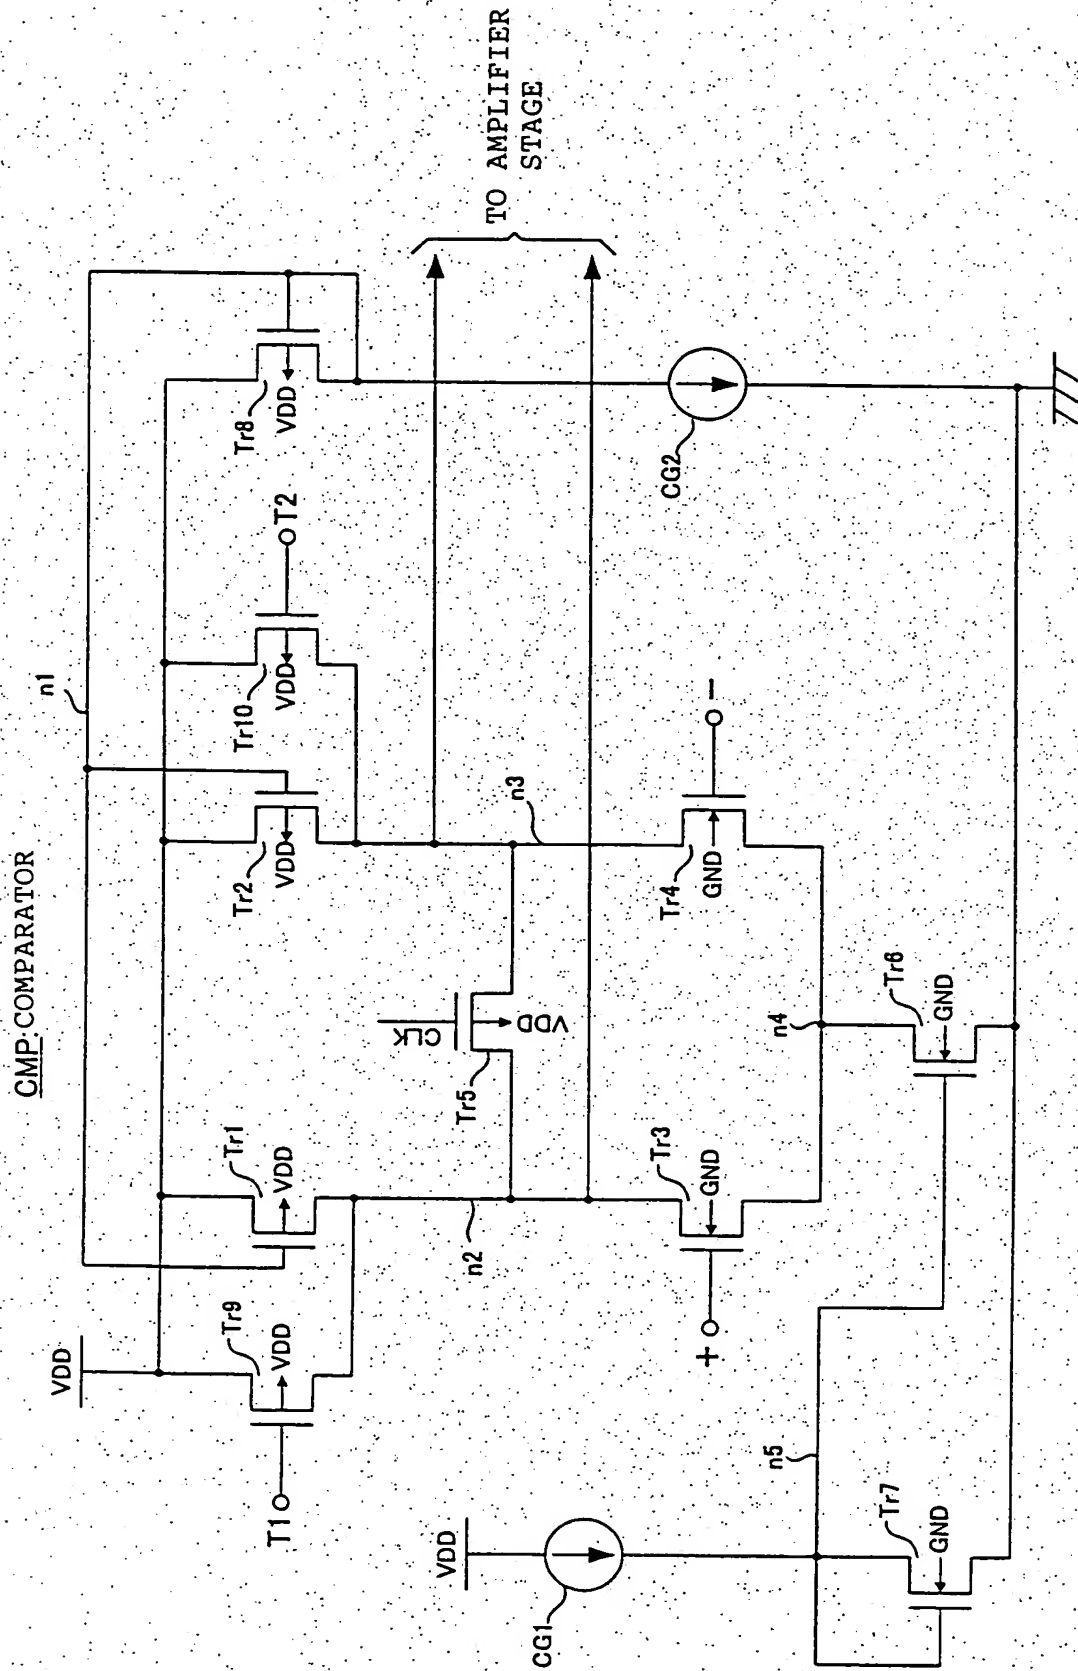 CMP:COMPARATOR
VDD
T1
Tr9
VDD
Tr1
VDD
n1
Tr2
VDD
Tr10
VDD
T2
Tr8
VDD
TO AMPLIFIER
STAGE
n2
Tr5
CLK
VDD
n3
Tr3
GND
+
Tr4
GND
−
CG2
n4
VDD
CG1
n5
Tr7
GND
Tr6
GND